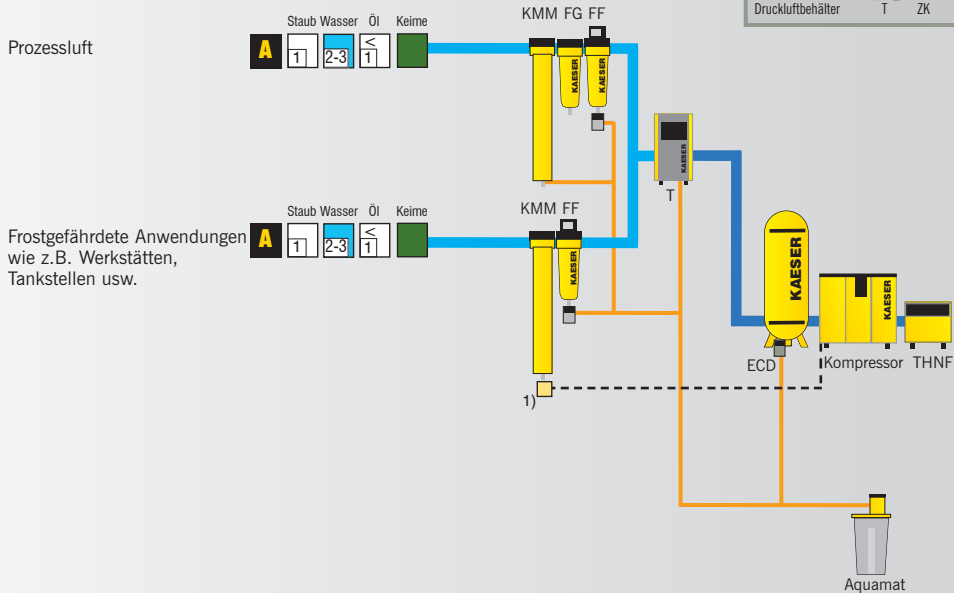 Druckluftbehälter T ZK
KMM FG FF
Staub Wasser Öl Keime
Prozessluft
A 1 2-3 < 1
KAESER
KAESER
KAESER
T
Staub Wasser Öl Keime
KMM FF
Frostgefährdete Anwendungen
wie z.B. Werkstätten,
Tankstellen usw.
A 1 2-3 < 1
KAESER
KAESER
KAESER
ECD
Kompressor THNF
1)
Aquamat